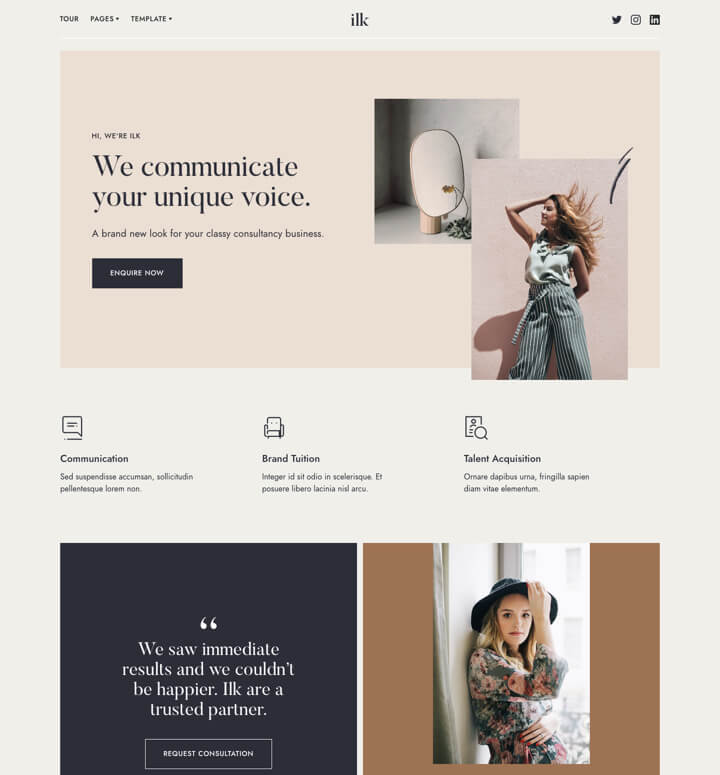 TOUR PAGES TEMPLATE ilk
HI, WE'RE ILK
We communicate
your unique voice.
A brand new look for your classy consultancy business.
ENQUIRE NOW
Communication
Sed suspendisse accumsan, sollicitudin
pellentesque lorem non.
Brand Tuition
Integer id sit odio in scelerisque. Et
posuere libero lacinia nisl arcu.
Talent Acquisition
Ornare dapibus urna, fringilla sapien
diam vitae elementum.
“
We saw immediate
results and we couldn’t
be happier. Ilk are a
trusted partner.
REQUEST CONSULTATION